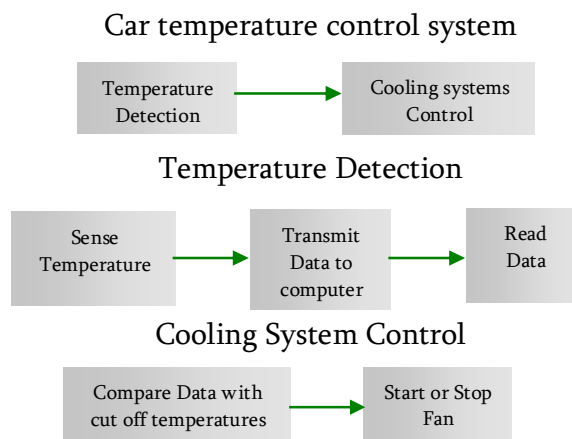 Car temperature control system
Temperature
Detection
Cooling systems
Control
Temperature Detection
Sense
Temperature
Transmit
Data to
computer
Read
Data
Cooling System Control
Compare Data with
cut off temperatures
Start or Stop
Fan